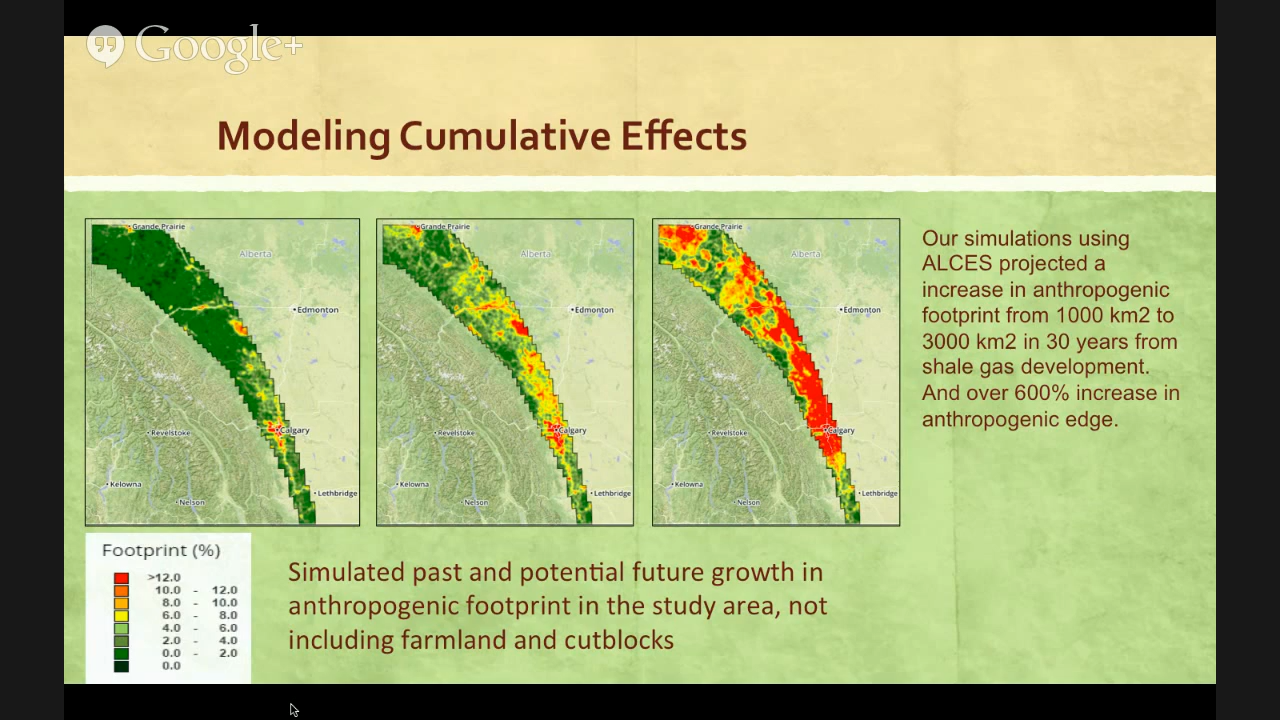 Google+
Modeling Cumulative Effects
Grande Prairie
Alberta
Edmonton
Revelstoke
Calgary
Kelowna
Nelson
Lethbridge
Grande Prairie
Alberta
Edmonton
Revelstoke
Calgary
Kelowna
Nelson
Lethbridge
Grande Prairie
Alberta
Edmonton
Revelstoke
Calgary
Kelowna
Nelson
Lethbridge
Our simulations using
ALCES projected a
increase in anthropogenic
footprint from 1000 km2 to
3000 km2 in 30 years from
shale gas development.
And over 600% increase in
anthropogenic edge.
Footprint (%)
>12.0
10.0 - 12.0
8.0 - 10.0
6.0 - 8.0
4.0 - 6.0
2.0 - 4.0
0.0 - 2.0
0.0
Simulated past and potential future growth in
anthropogenic footprint in the study area, not
including farmland and cutblocks